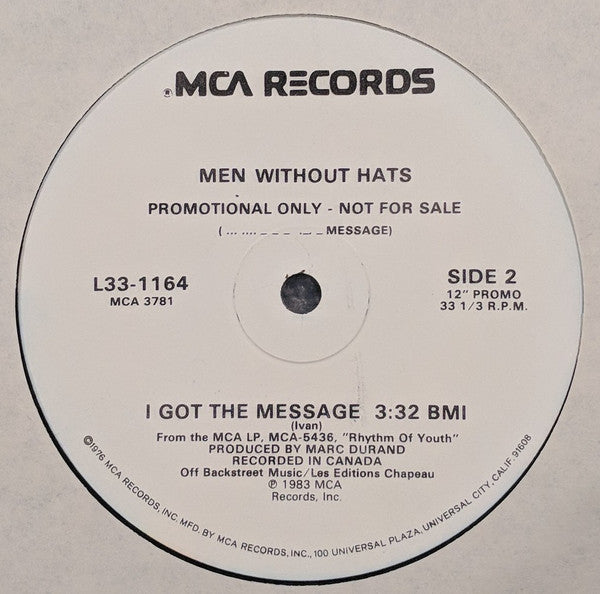 ®MCA RECORDS
MEN WITHOUT HATS
PROMOTIONAL ONLY - NOT FOR SALE
(... .... _ _ _ ._ _ MESSAGE)
L33-1164
MCA 3781
SIDE 2
12" PROMO
33 1/3 R.P.M.
I GOT THE MESSAGE 3:32 BMI
(Ivan)
From the MCA LP, MCA-5436, "Rhythm Of Youth"
PRODUCED BY MARC DURAND
RECORDED IN CANADA
Off Backstreet Music/Les Editions Chapeau
℗ 1983 MCA
Records, Inc.
©1976 MCA RECORDS, INC. MFD. BY MCA RECORDS, INC., 100 UNIVERSAL PLAZA, UNIVERSAL CITY, CALIF. 91608